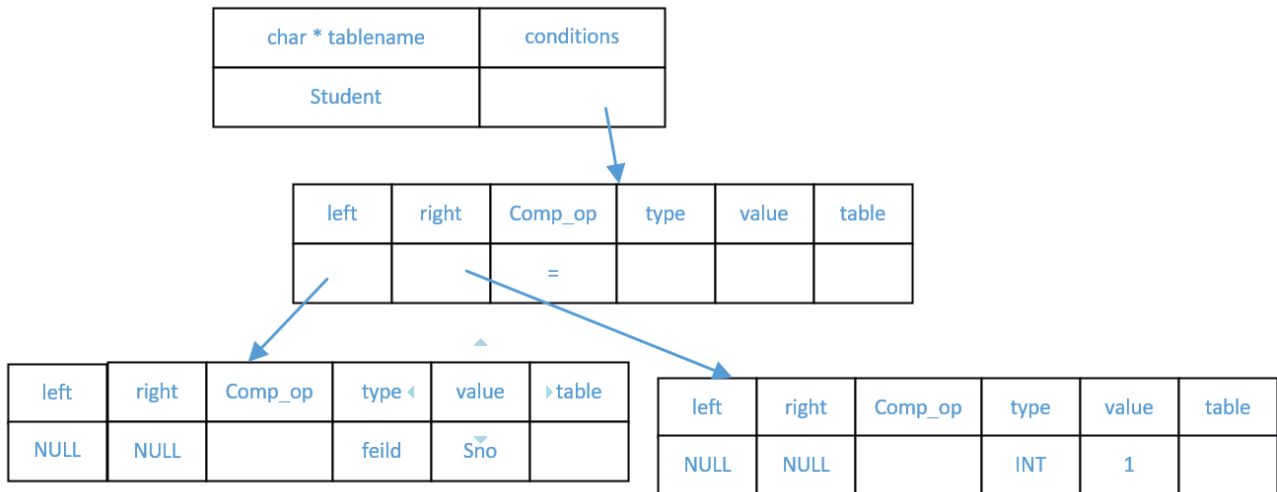 char * tablename conditions
Student
left right Comp_op type value table
=
left right Comp_op type value table
NULL NULL feild Sno
left right Comp_op type value table
NULL NULL INT 1